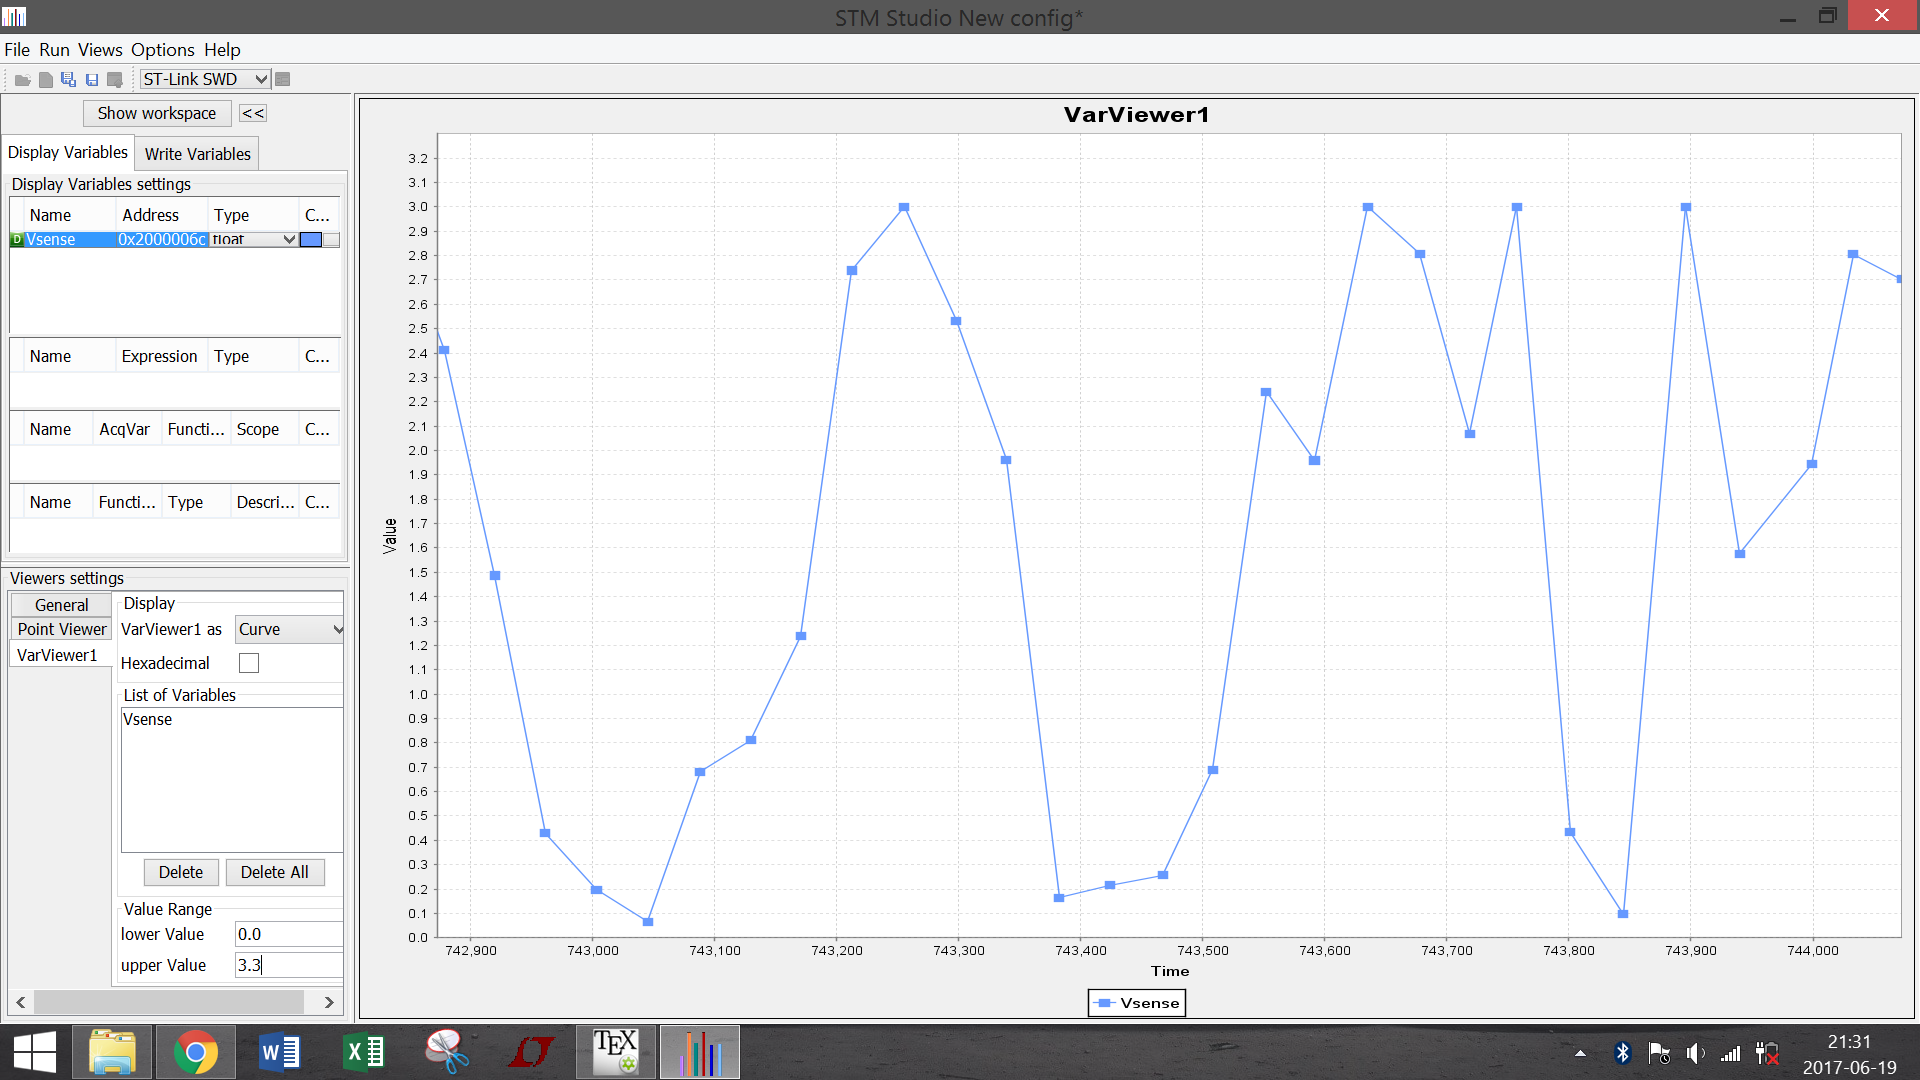 STM Studio New config*
File Run Views Options Help
ST-Link SWD
Show workspace <<
Display Variables Write Variables
Display Variables settings
Name Address Type C...
D Vsense 0x2000006c float
Name Expression Type C...
Name AcqVar Functi... Scope C...
Name Functi... Type Descri... C...
Viewers settings
General
Point Viewer
VarViewer1
Display
VarViewer1 as Curve
Hexadecimal
List of Variables
Vsense
Delete Delete All
Value Range
lower Value 0.0
upper Value 3.3
VarViewer1
3.2
3.1
3.0
2.9
2.8
2.7
2.6
2.5
2.4
2.3
2.2
2.1
2.0
1.9
1.8
1.7
1.6
1.5
1.4
1.3
1.2
1.1
1.0
0.9
0.8
0.7
0.6
0.5
0.4
0.3
0.2
0.1
0.0
Value
742,900 743,000 743,100 743,200 743,300 743,400 743,500 743,600 743,700 743,800 743,900 744,000
Time
Vsense
TEX
21:31
2017-06-19